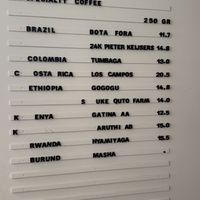 SPECIALTY COFFEE
250 GR
BRAZIL BOTA FORA 11.7
24K PIETER KEIJSERS 14.8
COLOMBIA TUMBAGA 13.0
C OSTA RICA LOS CAMPOS 20.5
ETHIOPIA GOGOGU 14.8
S UKE QUTO FARM 14.0
K ENYA GATINA AA 12.5
K ARUTHI AB 15.0
RWANDA NYAMIYAGA 15.5
BURUND MASHA